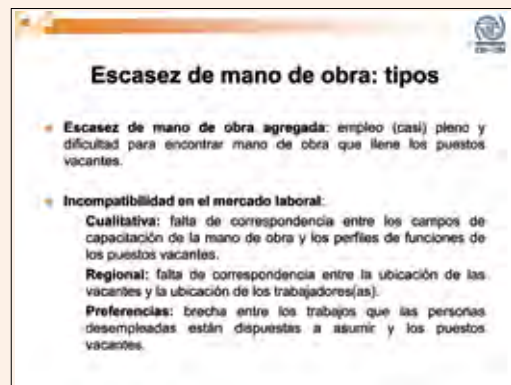 Escasez de mano de obra: tipos
Escasez de mano de obra agregada: empleo (casi) pleno y
dificultad para encontrar mano de obra que llene los puestos
vacantes.
Incompatibilidad en el mercado laboral:
Cualitativa: falta de correspondencia entre los campos de
capacitación de la mano de obra y los perfiles de funciones de
los puestos vacantes.
Regional: falta de correspondencia entre la ubicación de las
vacantes y la ubicación de los trabajadores(as).
Preferencias: brecha entre los trabajos que las personas
desempleadas están dispuestas a asumir y los puestos
vacantes.